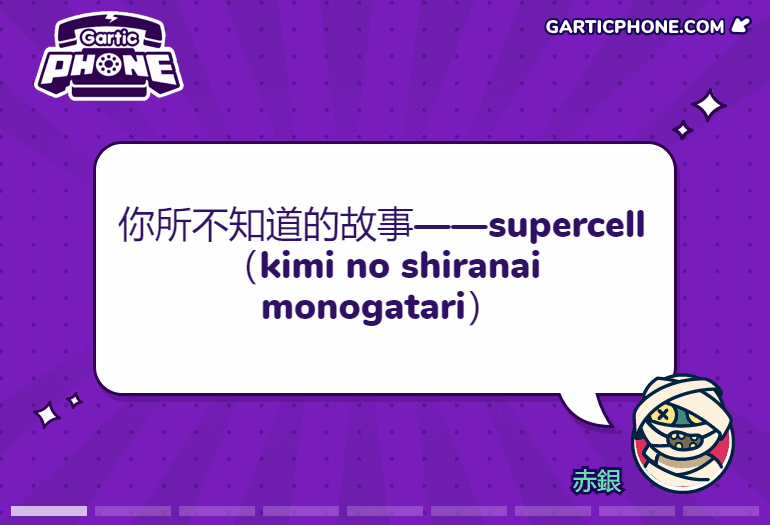 Gartic
PHONE
GARTICPHONE.COM
你所不知道的故事——supercell
（kimi no shiranai
monogatari）
赤銀